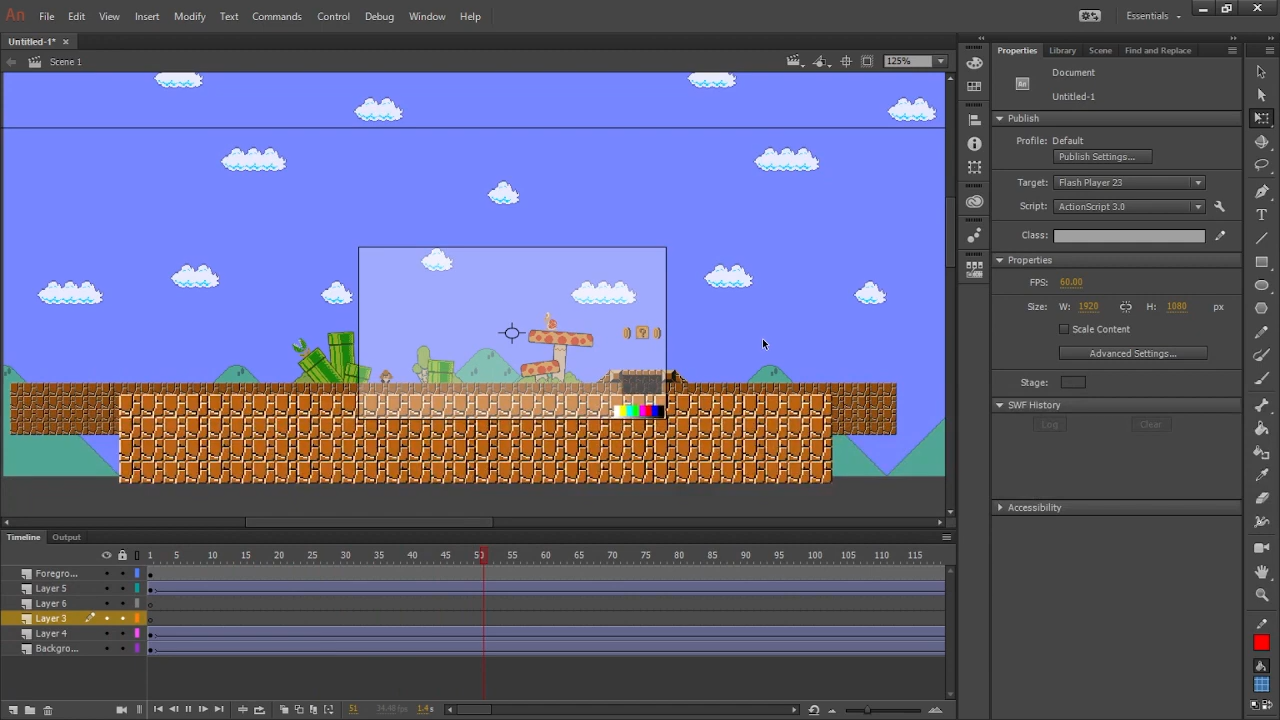 An File Edit View Insert Modify Text Commands Control Debug Window Help Essentials
Untitled-1* ×
Scene 1 125%
Properties Library Scene Find and Replace
Document
Untitled-1
Publish
Profile: Default
Publish Settings...
Target: Flash Player 23
Script: ActionScript 3.0
Class:
Properties
FPS: 60.00
Size: W: 1920 H: 1080 px
Scale Content
Advanced Settings...
Stage:
SWF History
Log Clear
Accessibility
?
Timeline Output
1 5 10 15 20 25 30 35 40 45 50 55 60 65 70 75 80 85 90 95 100 105 110 115
Foregro...
Layer 5
Layer 6
Layer 3
Layer 4
Backgro...
51 34.48 fps 1.4s